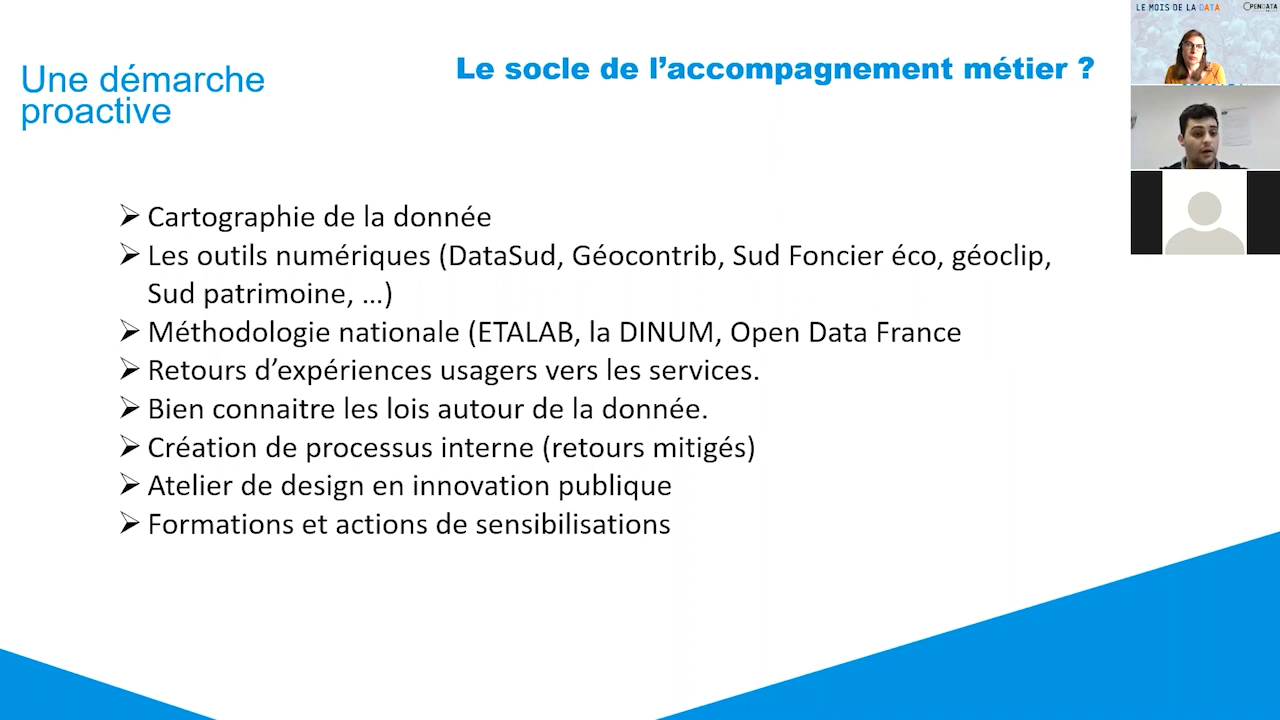 Une démarche
proactive
Le socle de l’accompagnement métier ?
LE MOIS DE LA DATA
OPENDATA
➢ Cartographie de la donnée
➢ Les outils numériques (DataSud, Géocontrib, Sud Foncier éco, géoclip,
Sud patrimoine, …)
➢ Méthodologie nationale (ETALAB, la DINUM, Open Data France
➢ Retours d’expériences usagers vers les services.
➢ Bien connaitre les lois autour de la donnée.
➢ Création de processus interne (retours mitigés)
➢ Atelier de design en innovation publique
➢ Formations et actions de sensibilisations